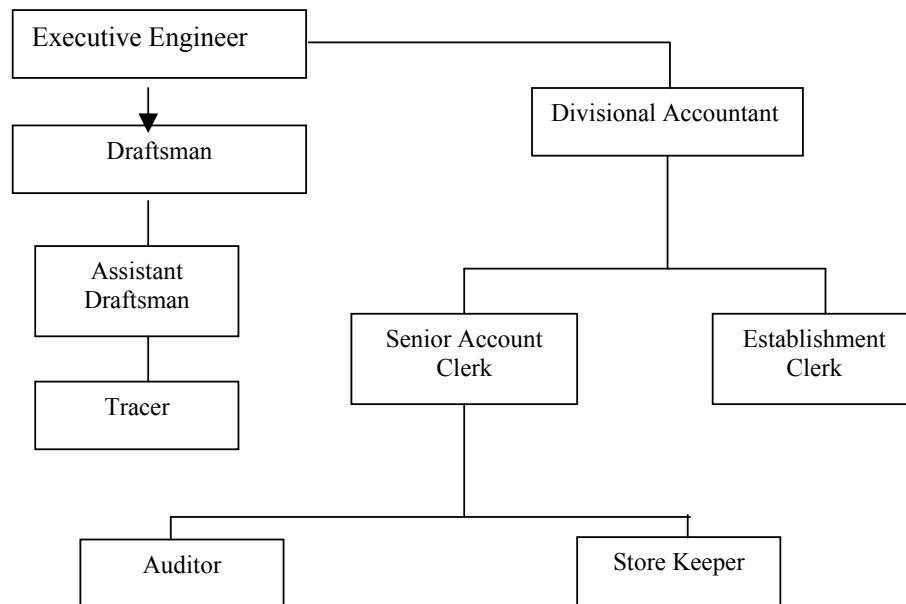 Executive Engineer
Divisional Accountant
Draftsman
Assistant
Draftsman
Senior Account
Clerk
Establishment
Clerk
Tracer
Auditor
Store Keeper